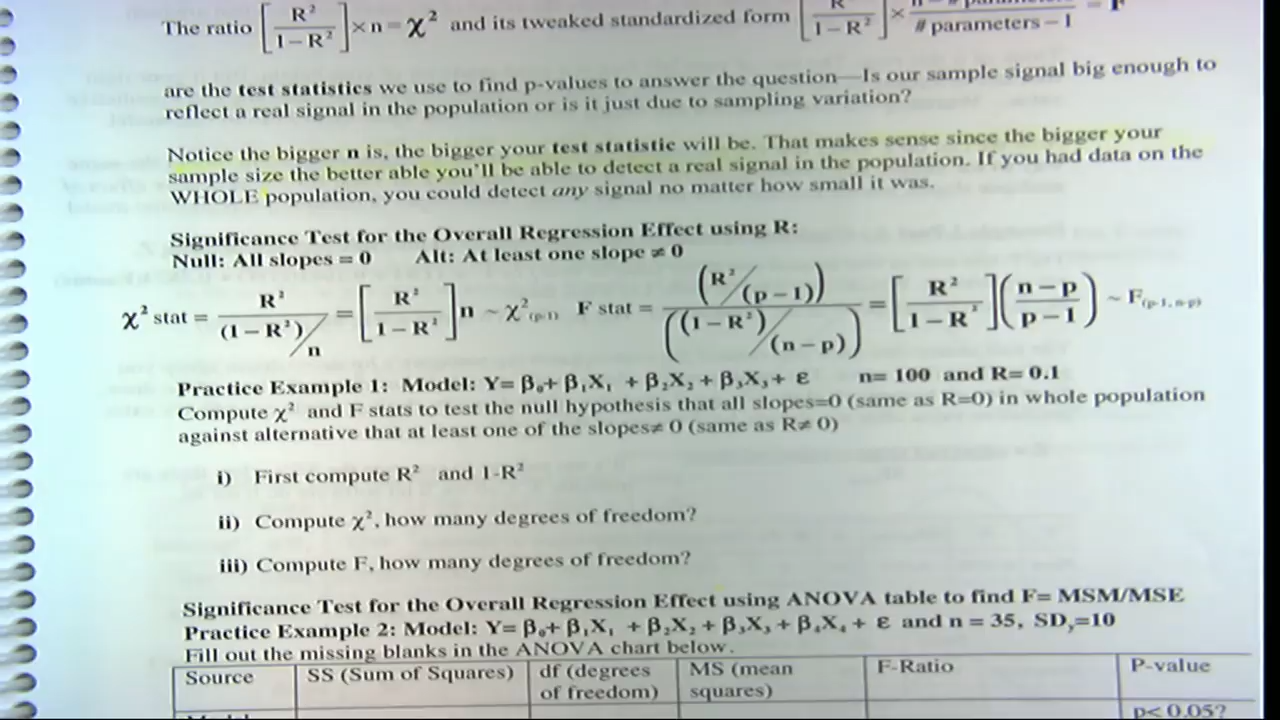 The ratio [R²/1−R²] × n = χ² and its tweaked standardized form [R²/1−R²] × # parameters − 1 = F
are the test statistics we use to find p-values to answer the question—Is our sample signal big enough to
reflect a real signal in the population or is it just due to sampling variation?
Notice the bigger n is, the bigger your test statistic will be. That makes sense since the bigger your
sample size the better able you'll be able to detect a real signal in the population. If you had data on the
WHOLE population, you could detect any signal no matter how small it was.
Significance Test for the Overall Regression Effect using R:
Null: All slopes = 0 Alt: At least one slope ≠ 0
χ² stat = R²/((1−R²)/n) = [R²/1−R²]n ~ χ²(p-1) F stat = (R²/(p−1))/((1−R²)/(n−p)) = [R²/1−R²](n−p/p−1) ~ F(p-1, n-p)
Practice Example 1: Model: Y= β₀+ β₁X₁ + β₂X₂ + β₃X₃+ ε n= 100 and R= 0.1
Compute χ² and F stats to test the null hypothesis that all slopes=0 (same as R=0) in whole population
against alternative that at least one of the slopes≠ 0 (same as R≠ 0)
i) First compute R² and 1-R²
ii) Compute χ², how many degrees of freedom?
iii) Compute F, how many degrees of freedom?
Significance Test for the Overall Regression Effect using ANOVA table to find F= MSM/MSE
Practice Example 2: Model: Y= β₀+ β₁X₁ + β₂X₂ + β₃X₃ + β₄X₄ + ε and n = 35, SDᵧ=10
Fill out the missing blanks in the ANOVA chart below.
Source SS (Sum of Squares) df (degrees of freedom) MS (mean squares) F-Ratio P-value
p< 0.05?